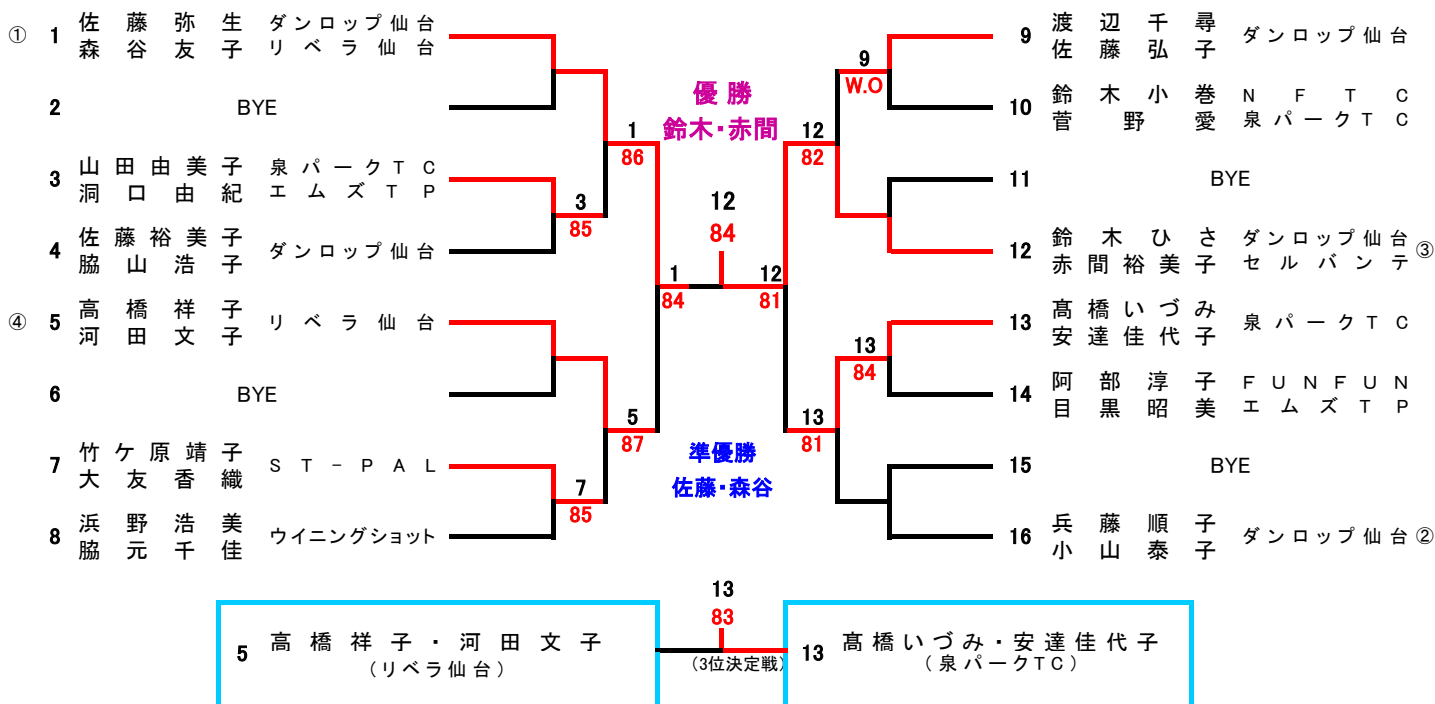 ① 1 佐藤弥生 ダンロップ仙台
森谷友子 リベラ仙台
2 BYE
3 山田由美子 泉パークTC
洞口由紀 エムズTP
4 佐藤裕美子 ダンロップ仙台
脇山浩子
④ 5 高橋祥子 リベラ仙台
河田文子
6 BYE
7 竹ケ原靖子 ST-PAL
大友香織
8 浜野浩美 ウイニングショット
脇元千佳
3
85
7
85
1
86
5
87
1
84
優勝
鈴木・赤間
12
84
準優勝
佐藤・森谷
12
81
12
82
13
81
9
W.O
13
84
9 渡辺千尋 ダンロップ仙台
佐藤弘子
10 鈴木小巻 NFTC
菅野愛 泉パークTC
11 BYE
12 鈴木ひさ ダンロップ仙台 ③
赤間裕美子 セルバンテ
13 髙橋いづみ 泉パークTC
安達佳代子
14 阿部淳子 FUNFUN
目黒昭美 エムズTP
15 BYE
16 兵藤順子 ダンロップ仙台 ②
小山泰子
5 高橋祥子・河田文子
(リベラ仙台)
13
83
(3位決定戦)
13 髙橋いづみ・安達佳代子
(泉パークTC)